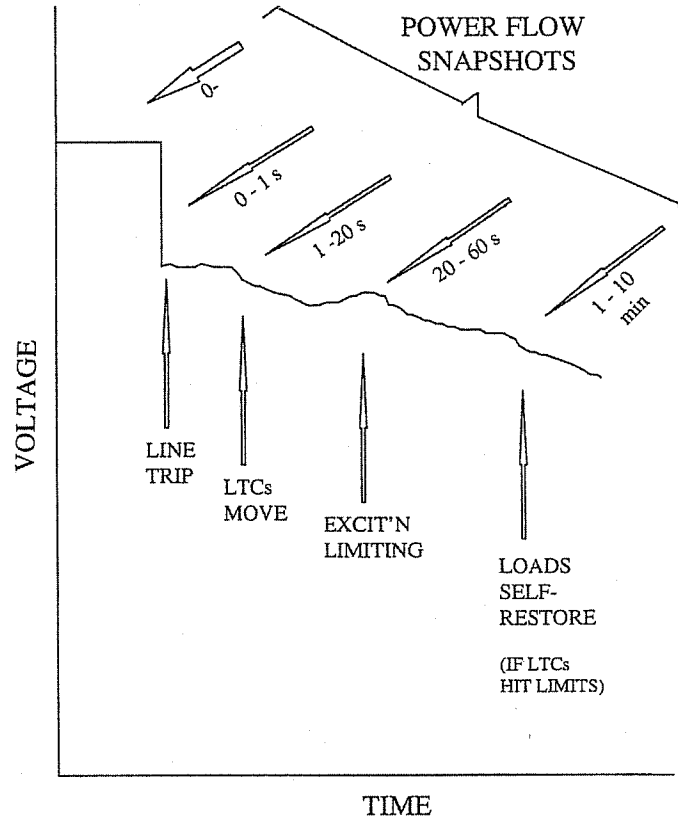 POWER FLOW
SNAPSHOTS
0-
0 - 1 s
1 -20 s
20 - 60 s
1 - 10
min
VOLTAGE
LINE
TRIP
LTCs
MOVE
EXCIT'N
LIMITING
LOADS
SELF-
RESTORE
(IF LTCs
HIT LIMITS)
TIME